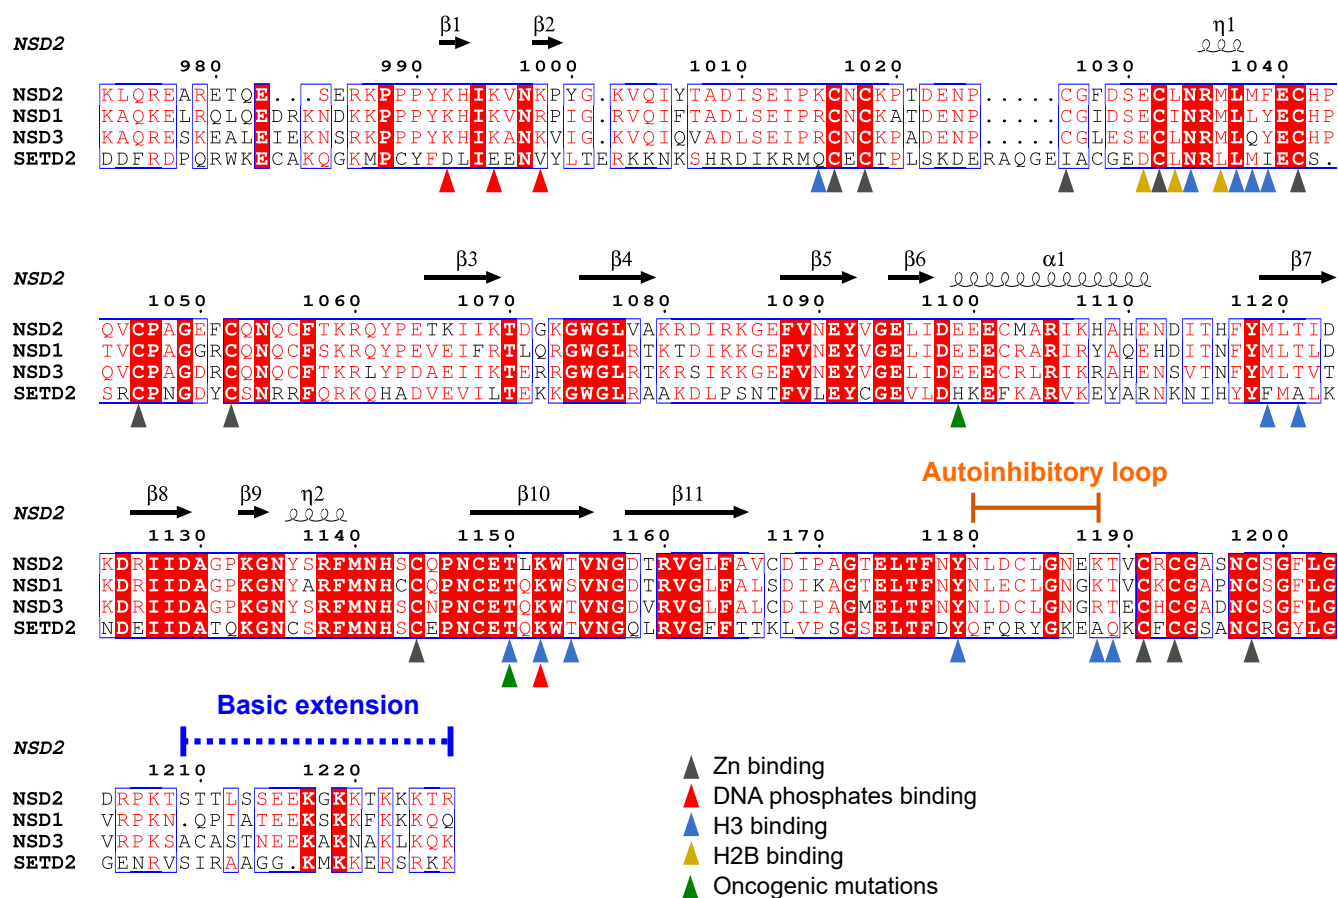 β1 β2 η1
NSD2
980 990 1000 1010 1020 1030 1040
NSD2 KLQREARETQE...SERKPPPYKHIKVNKPYG.KVQIYTADISEIPKCNCKPTDENP.....CGFDSECLNRMLMFECHP
NSD1 KAQKELRQLQEDRKNDKKPPPYKHIKVNRPIG.RVQIFTADLSEIPRCNCKATDENP.....CGIDSECINRMLLYECHP
NSD3 KAQRESKEALEIEKNSRKPPPYKHIKANKVIG.KVQIQVADLSEIPRCNCKPADENP.....CGLESECLNRMLQYECHP
SETD2 DDFRDPQRWKECAKQGKMPCYFDLIEENVYLTERKKNKSHRDIKRMQCECTPLSKDERAQGEIACGEDCLNRLLMIECS.
β3 β4 β5 β6 α1 β7
NSD2
1050 1060 1070 1080 1090 1100 1110 1120
NSD2 QVCPAGEFCQNQCFTKRQYPETKIIKTDGKGWGLVAKRDIRKGEFVNEYVGELIDEEECMARIKHAHENDITHFYMLTID
NSD1 TVCPAGGRCQNQCFSKRQYPEVEIFRTLQRGWGLRTKTDIKKGEFVNEYVGELIDEEECRARIRYAQEHDITNFYMLTLD
NSD3 QVCPAGDRCQNQCFTKRLYPDAEIIKTERRGWGLRTKRSIKKGEFVNEYVGELIDEEECRLRIKRAHENSVTNFYMLTVT
SETD2 SRCPNGDYCSNRRFQRKQHADVEVILTEKKGWGLRAAKDLPSNTFVLEYCGEVLDHKEFKARVKEYARNKNIHYYFMALK
Autoinhibitory loop
β8 β9 η2 β10 β11
NSD2
1130 1140 1150 1160 1170 1180 1190 1200
NSD2 KDRIIDAGPKGNYSRFMNHSCQPNCETLKWTVNGDTRVGLFAVCDIPAGTELTFNYNLDCLGNEKTVCRCGASNCSGFLG
NSD1 KDRIIDAGPKGNYARFMNHCCQPNCETQKWSVNGDTRVGLFALSDIKAGTELTFNYNLECLGNGKTVCKCGAPNCSGFLG
NSD3 KDRIIDAGPKGNYSRFMNHSCNPNCETQKWTVNGDVRVGLFALCDIPAGMELTFNYNLDCLGNGRTECHCGADNCSGFLG
SETD2 NDEIIDATQKGNCSRFMNHSCEPNCETQKWTVNGQLRVGFFTTKLVPSGSELTFDYQFQRYGKEAQKCFCGSANCRGYLG
Basic extension
NSD2
1210 1220
NSD2 DRPKTSTTLSSEEKGKKTKKKTR
NSD1 VRPKN.QPIATEEKSKKFKKKQQ
NSD3 VRPKSACASTNEEKAKNAKLKQK
SETD2 GENRVSIRAAGG.KMKKERSRKK
Zn binding
DNA phosphates binding
H3 binding
H2B binding
Oncogenic mutations